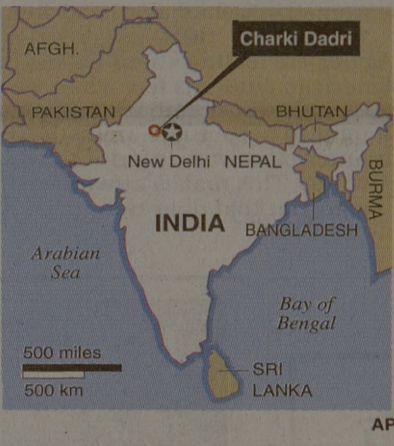 Charki Dadri
AFGH.
PAKISTAN
BHUTAN
New Delhi
NEPAL
BURMA
INDIA
BANGLADESH
Arabian
Sea
Bay of
Bengal
500 miles
500 km
SRI
LANKA
AP